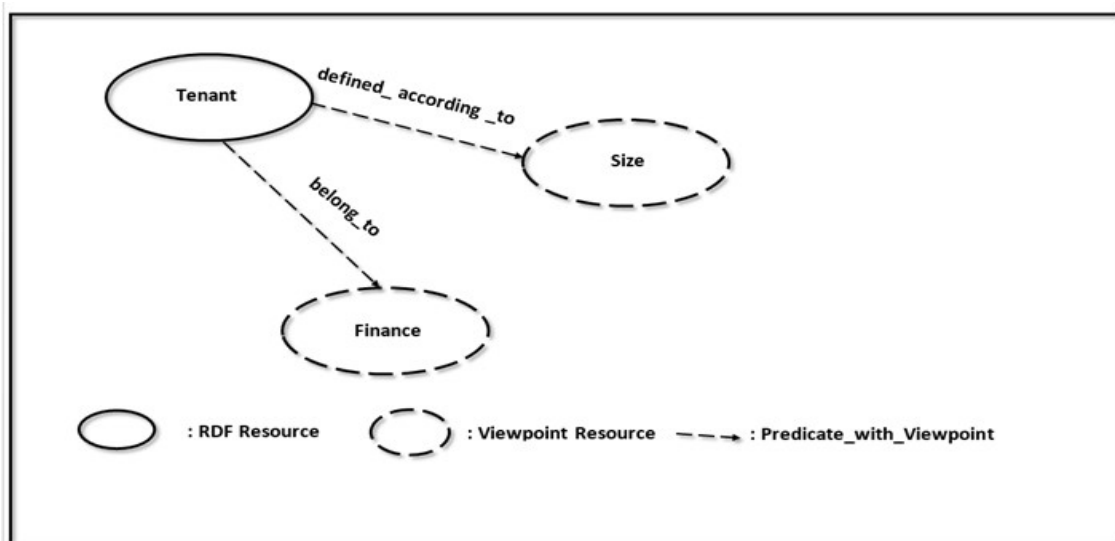 Tenant
defined_ according _to
Size
belong_to
Finance
: RDF Resource
: Viewpoint Resource
: Predicate_with_Viewpoint